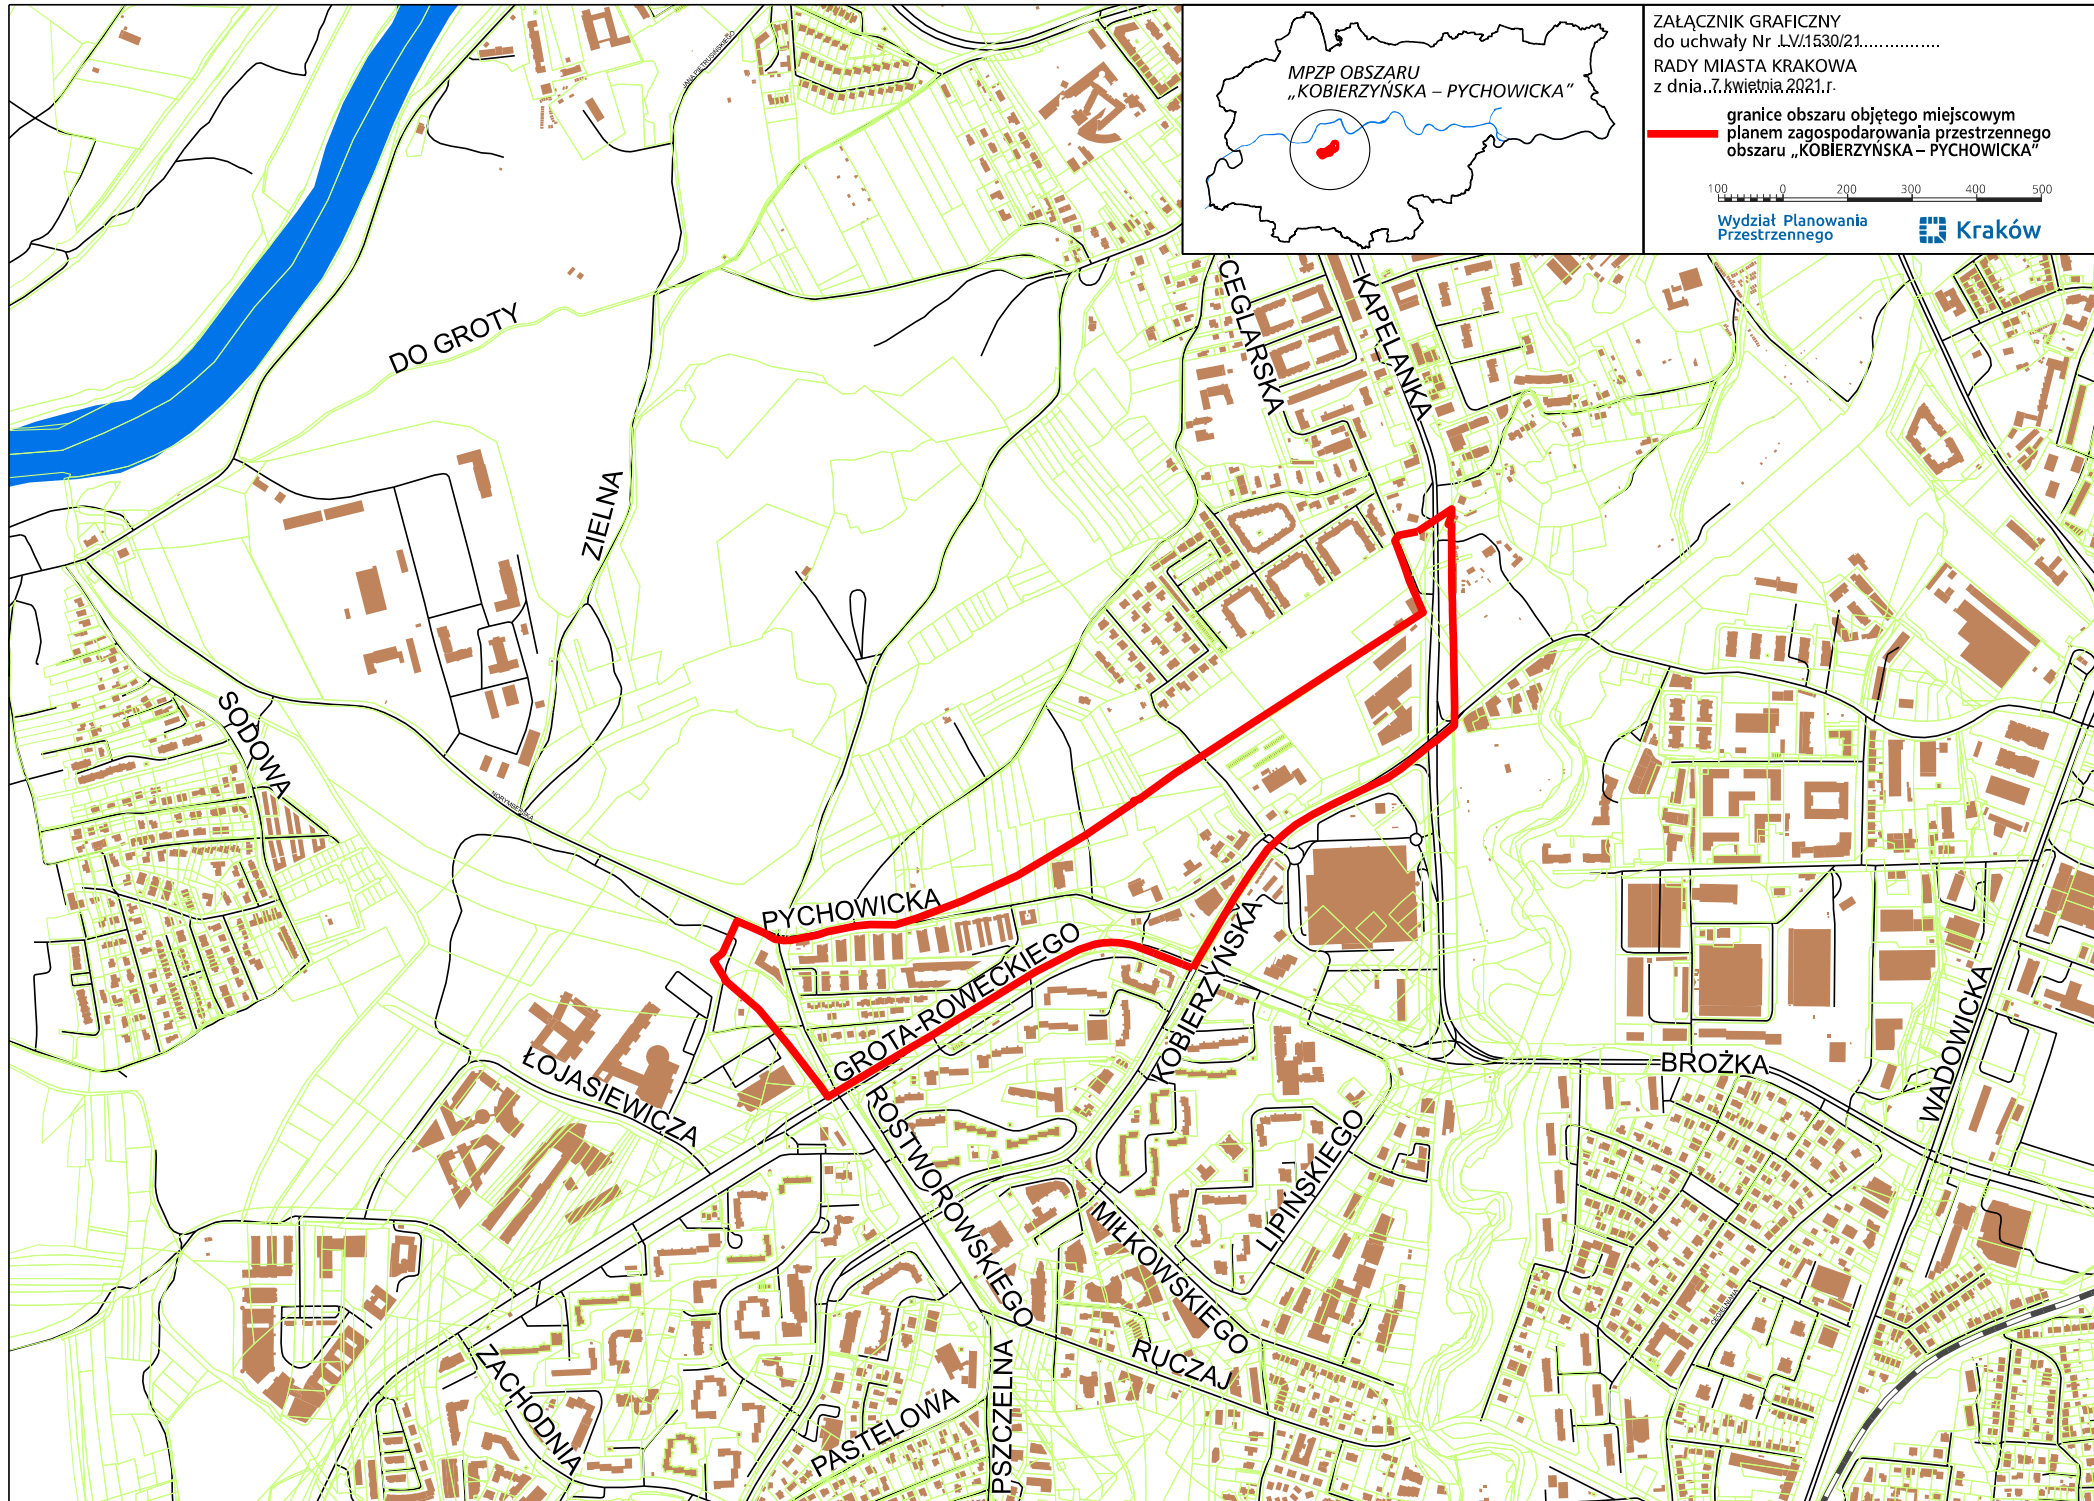 ZAŁĄCZNIK GRAFICZNY
do uchwały Nr LV/1530/21
RADY MIASTA KRAKOWA
z dnia 7 kwietnia 2021 r.
granice obszaru objętego miejscowym
planem zagospodarowania przestrzennego
obszaru „KOBIERZYŃSKA – PYCHOWICKA"
100 0 200 300 400 500
Wydział Planowania
Przestrzennego
Kraków
MPZP OBSZARU
„KOBIERZYŃSKA – PYCHOWICKA"
JANA PIETRUSIŃSKIEGO
DO GROTY
CEGLARSKA
KAPELANKA
ZIELNA
SODOWA
NORYMBERSKA
PYCHOWICKA
GROTA-ROWECKIEGO
KOBIERZYŃSKA
ŁOJASIEWICZA
ROSTWOROWSKIEGO
BROŻKA
WADOWICKA
LIPIŃSKIEGO
MIŁKOWSKIEGO
RUCZAJ
ZACHODNIA
PASTELOWA
PSZCZELNA